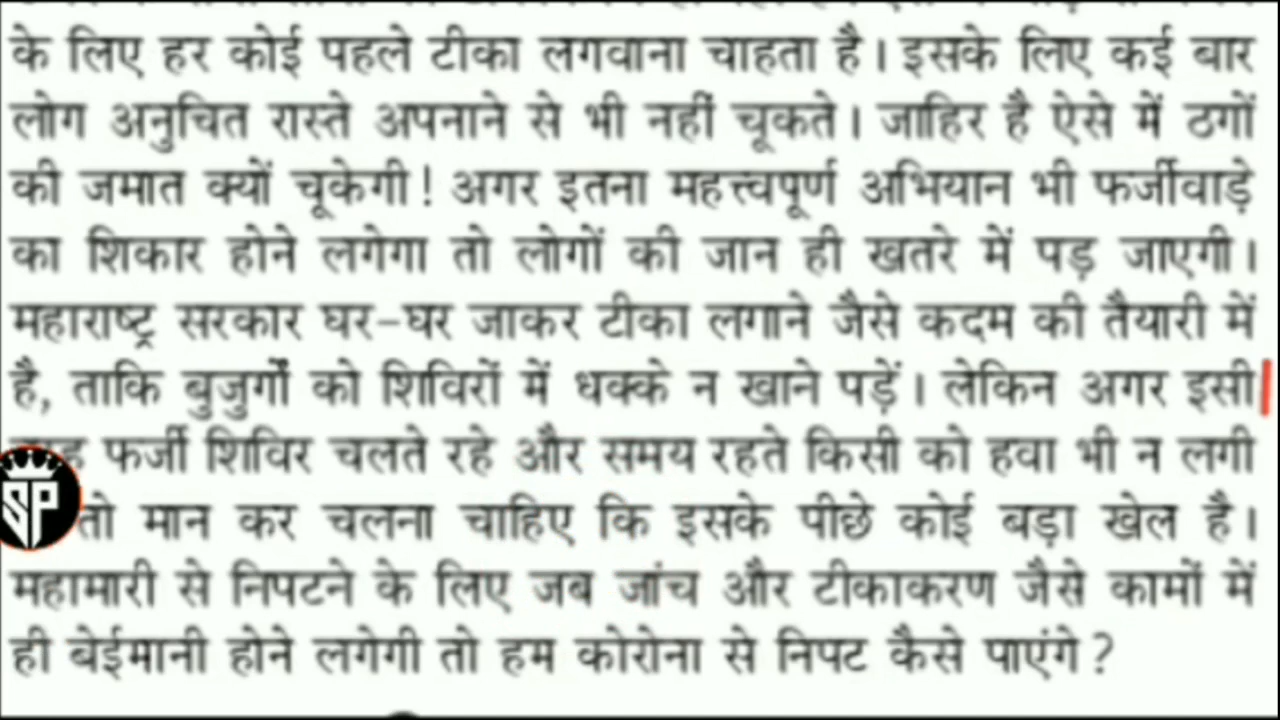 के लिए हर कोई पहले टीका लगवाना चाहता है। इसके लिए कई बार
लोग अनुचित रास्ते अपनाने से भी नहीं चूकते। जाहिर है ऐसे में ठगों
की जमात क्यों चूकेगी! अगर इतना महत्त्वपूर्ण अभियान भी फर्जीवाड़े
का शिकार होने लगेगा तो लोगों की जान ही खतरे में पड़ जाएगी।
महाराष्ट्र सरकार घर-घर जाकर टीका लगाने जैसे कदम की तैयारी में
है, ताकि बुजुर्गों को शिविरों में धक्के न खाने पड़ें। लेकिन अगर इसी
फर्जी शिविर चलते रहे और समय रहते किसी को हवा भी न लगी
SP
तो मान कर चलना चाहिए कि इसके पीछे कोई बड़ा खेल है।
महामारी से निपटने के लिए जब जांच और टीकाकरण जैसे कामों में
ही बेईमानी होने लगेगी तो हम कोरोना से निपट कैसे पाएंगे?